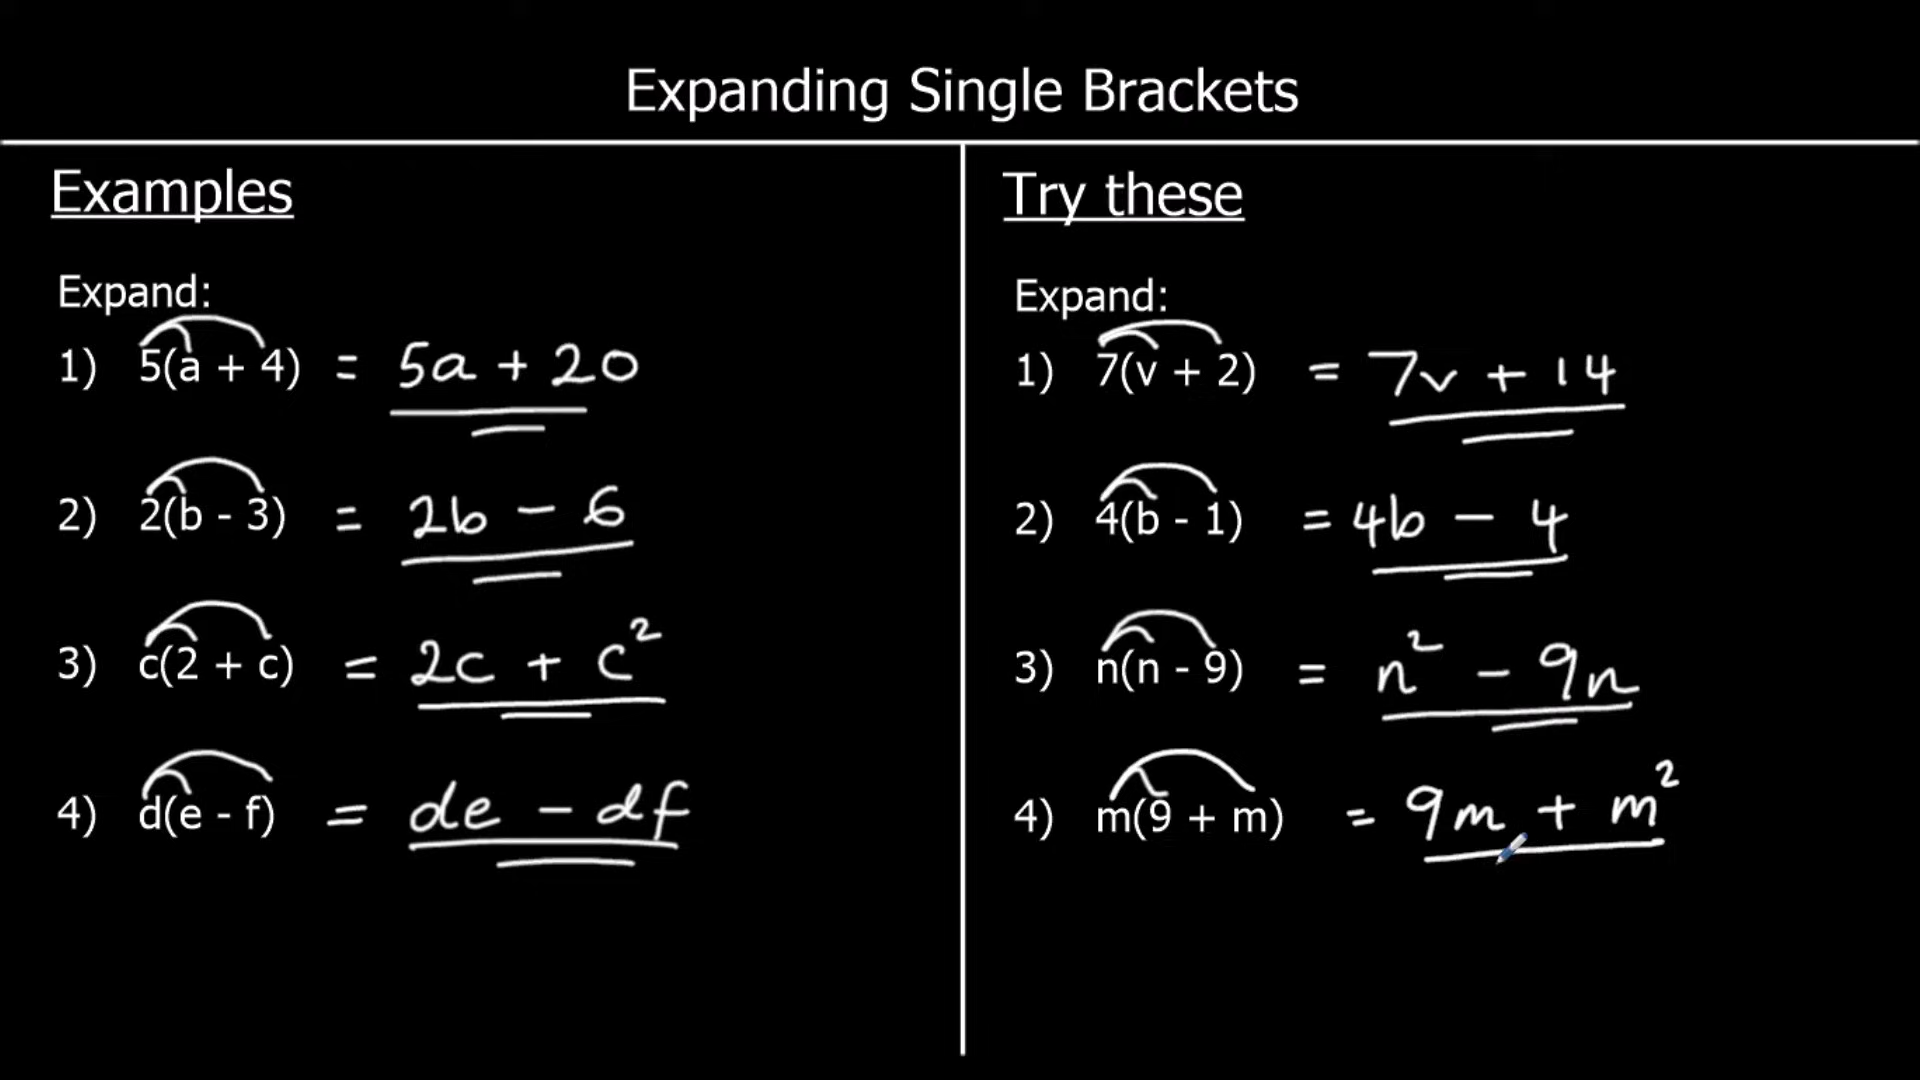 Expanding Single Brackets
Examples
Expand:
1) 5(a + 4) = 5a + 20
2) 2(b - 3) = 2b - 6
3) c(2 + c) = 2c + c²
4) d(e - f) = de - df
Try these
Expand:
1) 7(v + 2) = 7v + 14
2) 4(b - 1) = 4b - 4
3) n(n - 9) = n² - 9n
4) m(9 + m) = 9m + m²